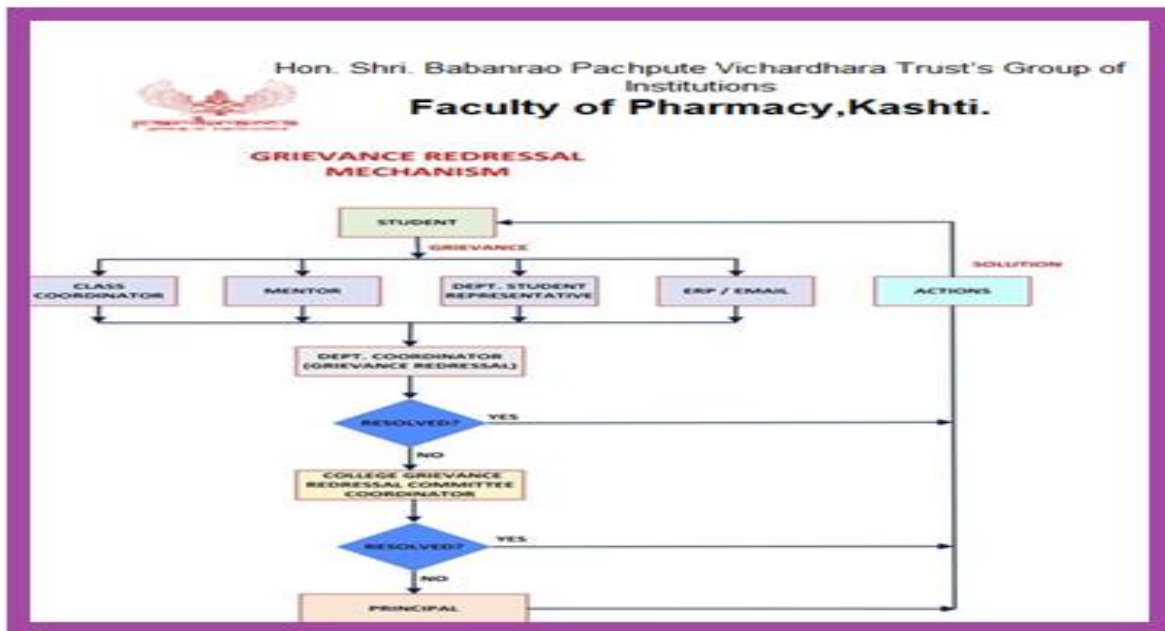 Hon. Shri. Babanrao Pachpute Vichardhara Trust's Group of
Institutions
Faculty of Pharmacy,Kashti.
GRIEVANCE REDRESSAL
MECHANISM
STUDENT
GRIEVANCE
SOLUTION
CLASS
COORDINATOR
MENTOR
DEPT. STUDENT
REPRESENTATIVE
ERP / EMAIL
ACTIONS
DEPT. COORDINATOR
(GRIEVANCE REDRESSAL)
RESOLVED?
YES
NO
COLLEGE GRIEVANCE
REDRESSAL COMMITTEE
COORDINATOR
RESOLVED?
YES
NO
PRINCIPAL